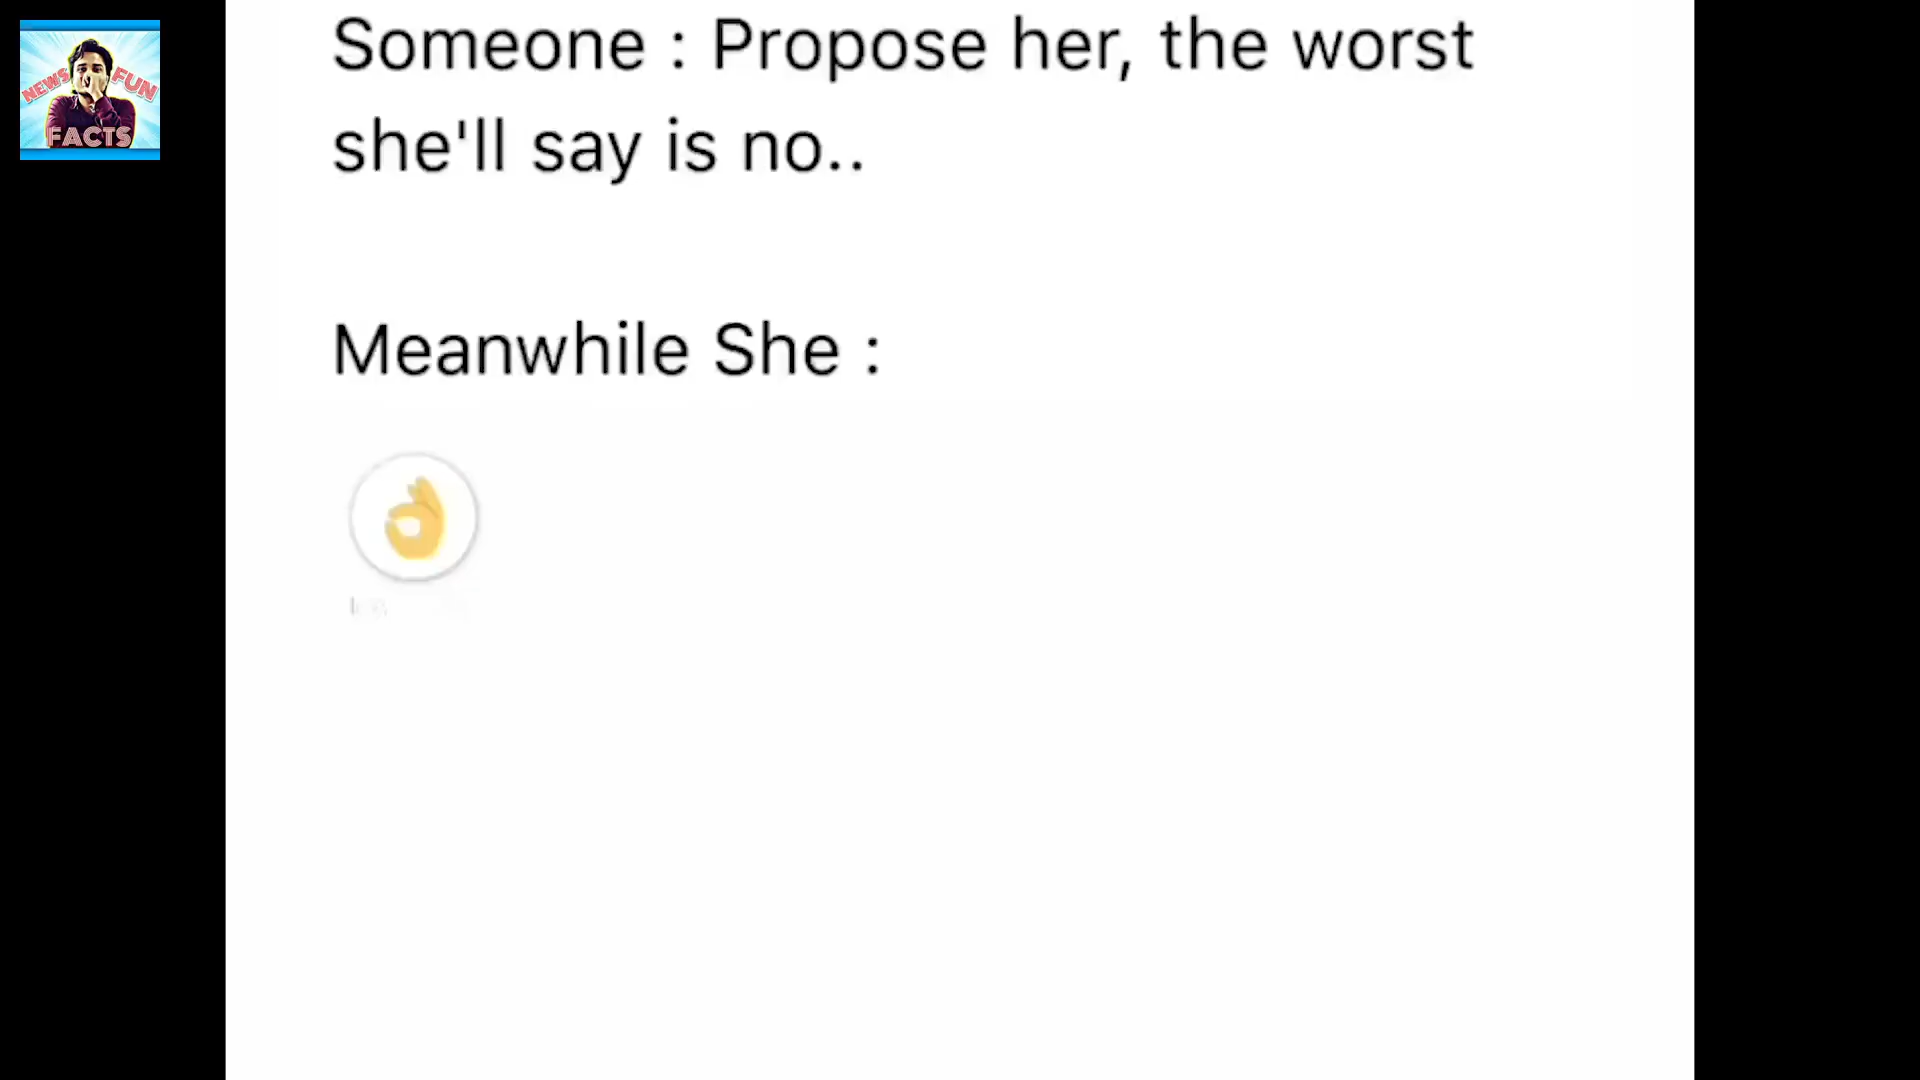 NEWS FUN
FACTS
Someone : Propose her, the worst
she'll say is no..
Meanwhile She :